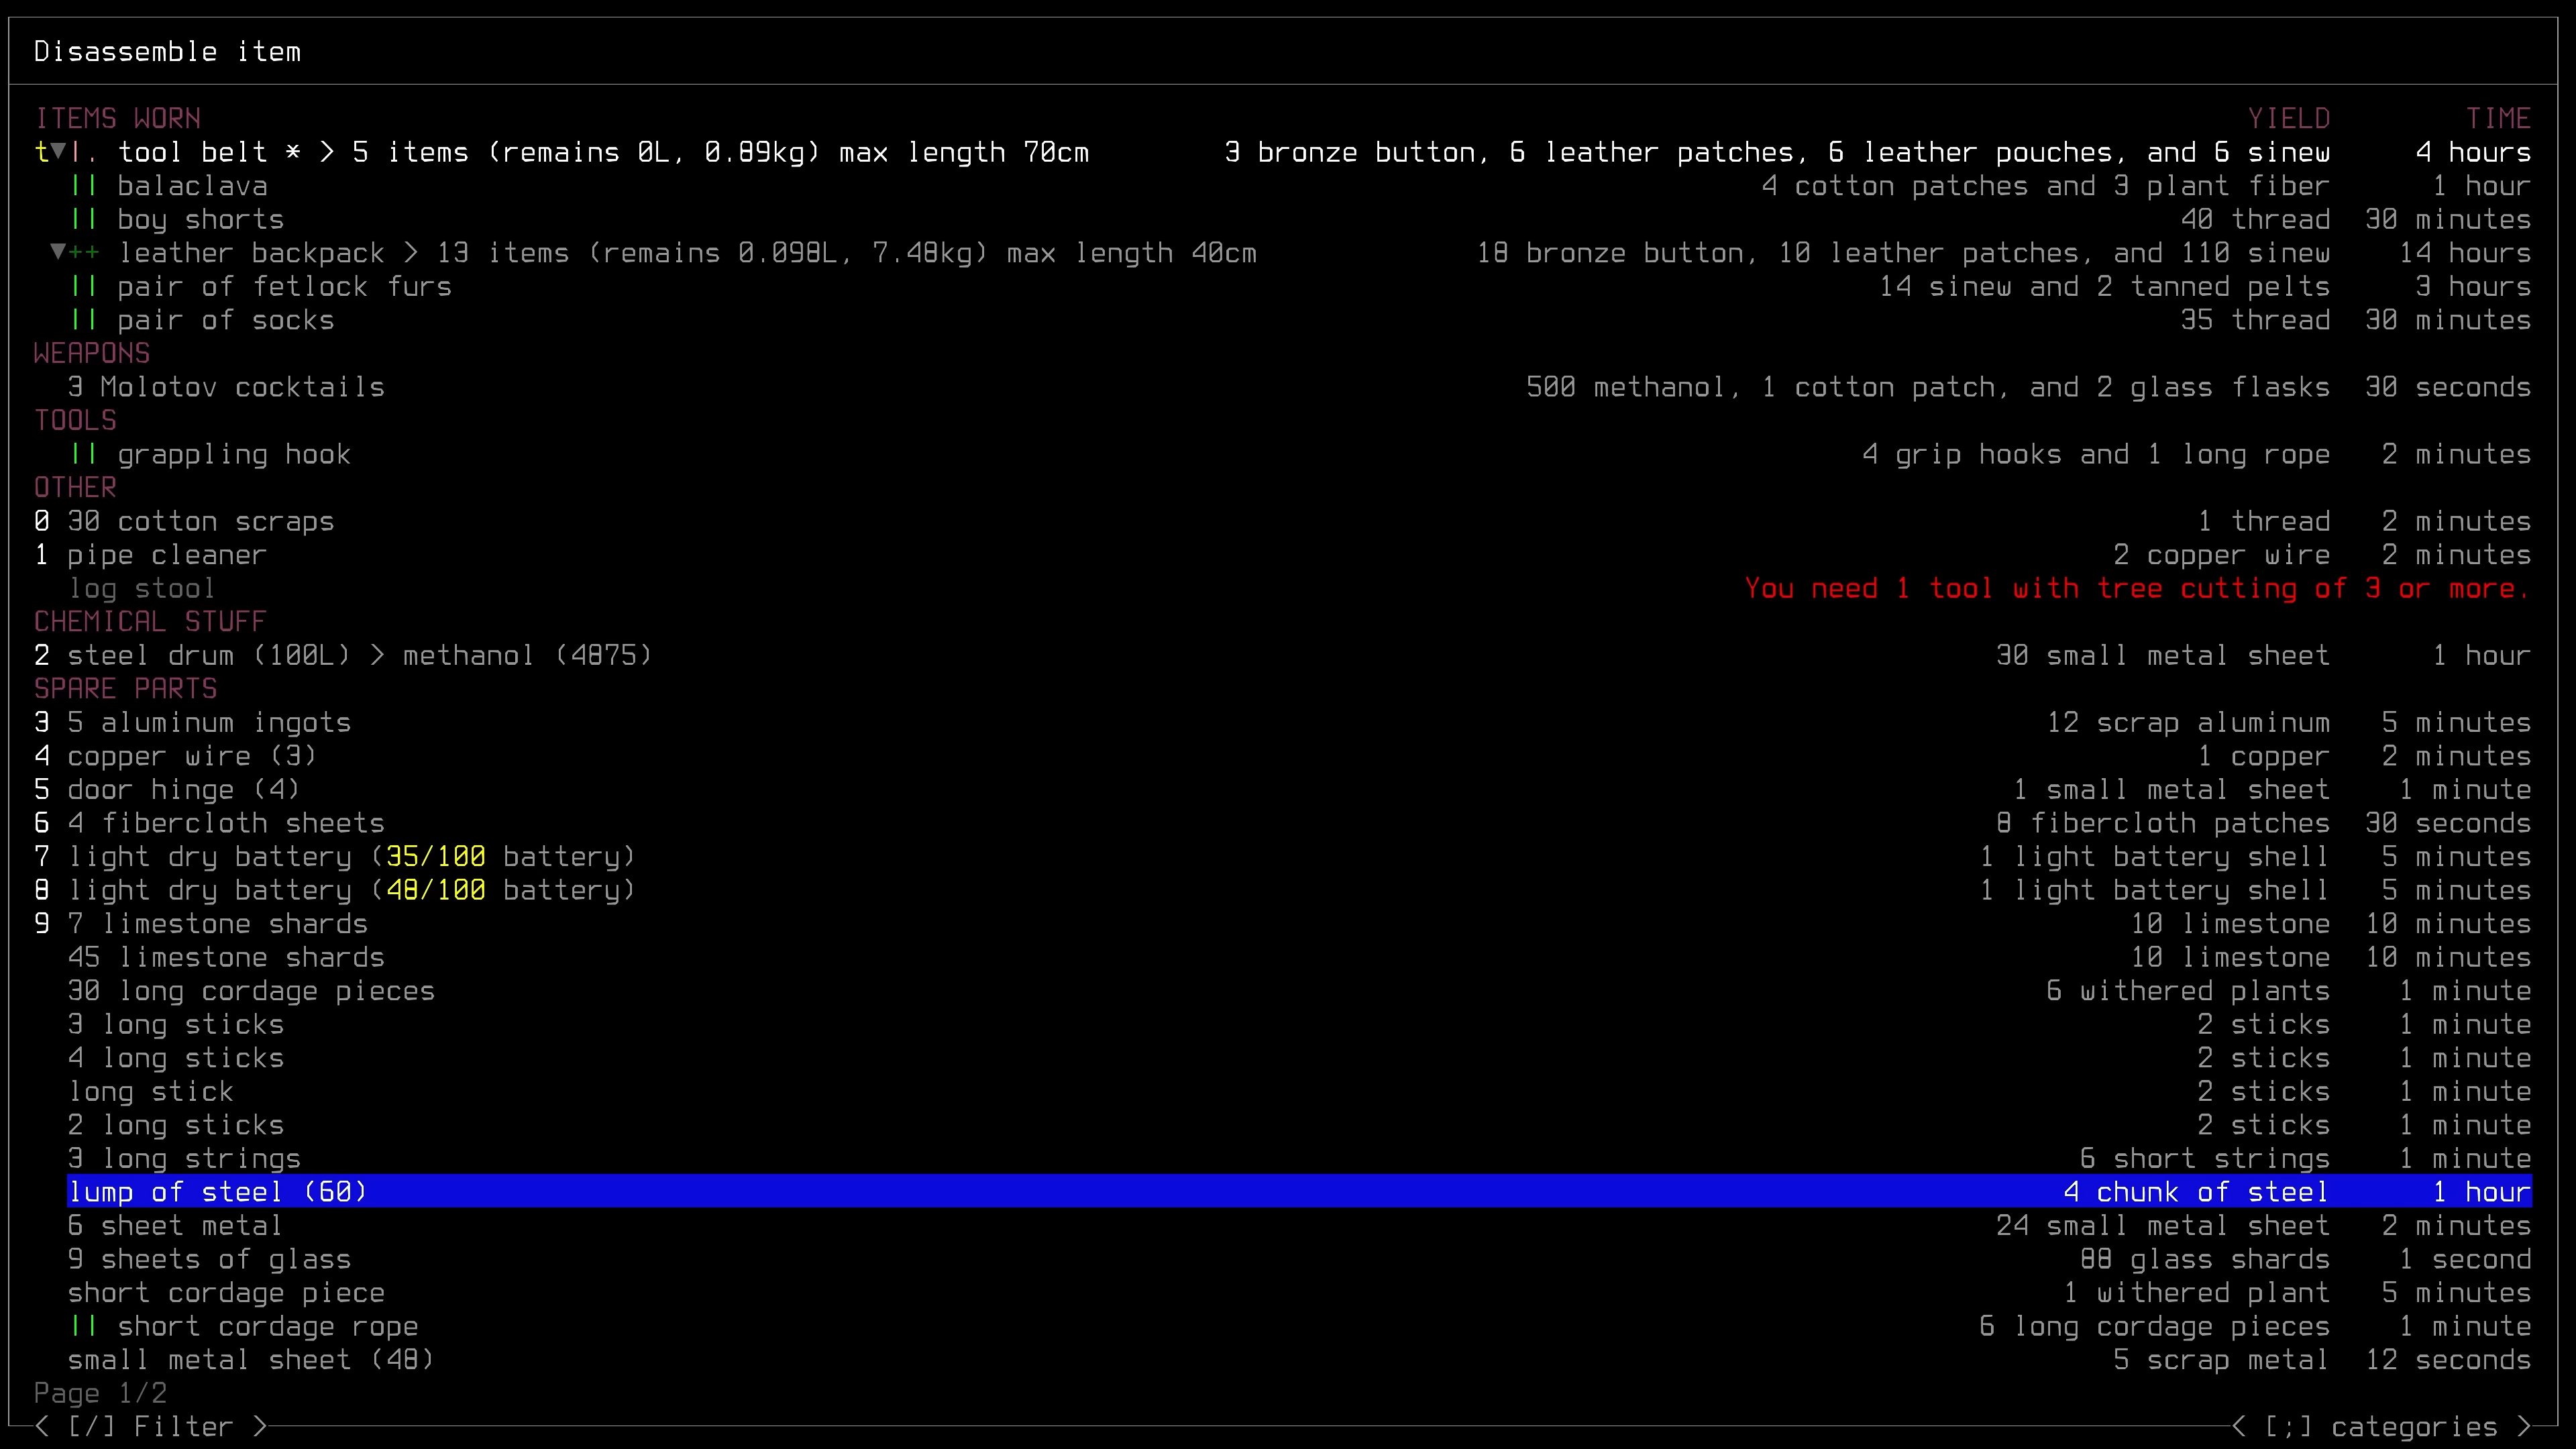 Disassemble item
ITEMS WORN YIELD TIME
t▼|. tool belt * > 5 items (remains 0L, 0.89kg) max length 70cm 3 bronze button, 6 leather patches, 6 leather pouches, and 6 sinew 4 hours
|| balaclava 4 cotton patches and 3 plant fiber 1 hour
|| boy shorts 40 thread 30 minutes
▼++ leather backpack > 13 items (remains 0.098L, 7.48kg) max length 40cm 18 bronze button, 10 leather patches, and 110 sinew 14 hours
|| pair of fetlock furs 14 sinew and 2 tanned pelts 3 hours
|| pair of socks 35 thread 30 minutes
WEAPONS
3 Molotov cocktails 500 methanol, 1 cotton patch, and 2 glass flasks 30 seconds
TOOLS
|| grappling hook 4 grip hooks and 1 long rope 2 minutes
OTHER
0 30 cotton scraps 1 thread 2 minutes
1 pipe cleaner 2 copper wire 2 minutes
log stool You need 1 tool with tree cutting of 3 or more.
CHEMICAL STUFF
2 steel drum (100L) > methanol (4875) 30 small metal sheet 1 hour
SPARE PARTS
3 5 aluminum ingots 12 scrap aluminum 5 minutes
4 copper wire (3) 1 copper 2 minutes
5 door hinge (4) 1 small metal sheet 1 minute
6 4 fibercloth sheets 8 fibercloth patches 30 seconds
7 light dry battery (35/100 battery) 1 light battery shell 5 minutes
8 light dry battery (48/100 battery) 1 light battery shell 5 minutes
9 7 limestone shards 10 limestone 10 minutes
45 limestone shards 10 limestone 10 minutes
30 long cordage pieces 6 withered plants 1 minute
3 long sticks 2 sticks 1 minute
4 long sticks 2 sticks 1 minute
long stick 2 sticks 1 minute
2 long sticks 2 sticks 1 minute
3 long strings 6 short strings 1 minute
lump of steel (60) 4 chunk of steel 1 hour
6 sheet metal 24 small metal sheet 2 minutes
9 sheets of glass 88 glass shards 1 second
short cordage piece 1 withered plant 5 minutes
|| short cordage rope 6 long cordage pieces 1 minute
small metal sheet (48) 5 scrap metal 12 seconds
Page 1/2
< [/] Filter > < [;] categories >